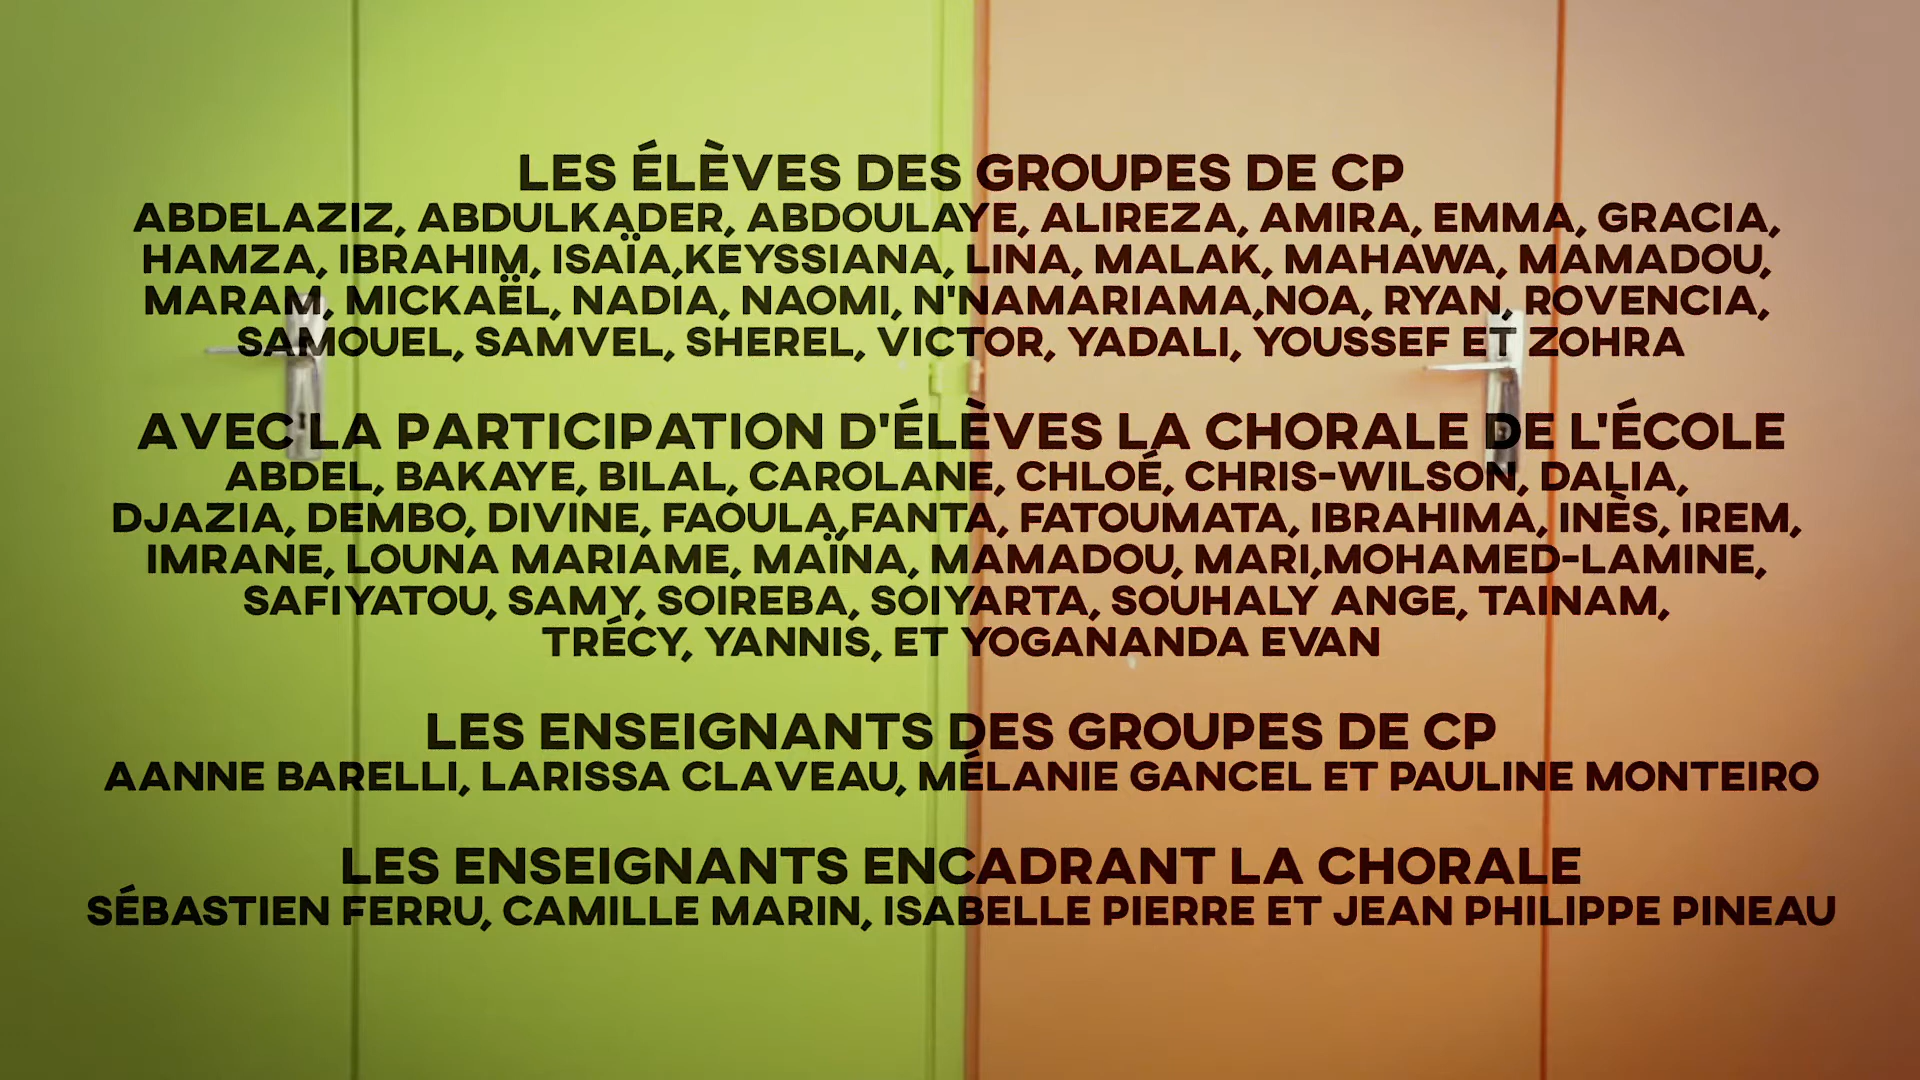 LES ÉLÈVES DES GROUPES DE CP
ABDELAZIZ, ABDULKADER, ABDOULAYE, ALIREZA, AMIRA, EMMA, GRACIA,
HAMZA, IBRAHIM, ISAÏA,KEYSSIANA, LINA, MALAK, MAHAWA, MAMADOU,
MARAM, MICKAËL, NADIA, NAOMI, N'NAMARIAMA,NOA, RYAN, ROVENCIA,
SAMOUEL, SAMVEL, SHEREL, VICTOR, YADALI, YOUSSEF ET ZOHRA
AVEC LA PARTICIPATION D'ÉLÈVES LA CHORALE DE L'ÉCOLE
ABDEL, BAKAYE, BILAL, CAROLANE, CHLOÉ, CHRIS-WILSON, DALIA,
DJAZIA, DEMBO, DIVINE, FAOULA,FANTA, FATOUMATA, IBRAHIMA, INÈS, IREM,
IMRANE, LOUNA MARIAME, MAÏNA, MAMADOU, MARI,MOHAMED-LAMINE,
SAFIYATOU, SAMY, SOIREBA, SOIYARTA, SOUHALY ANGE, TAINAM,
TRÉCY, YANNIS, ET YOGANANDA EVAN
LES ENSEIGNANTS DES GROUPES DE CP
AANNE BARELLI, LARISSA CLAVEAU, MÉLANIE GANCEL ET PAULINE MONTEIRO
LES ENSEIGNANTS ENCADRANT LA CHORALE
SÉBASTIEN FERRU, CAMILLE MARIN, ISABELLE PIERRE ET JEAN PHILIPPE PINEAU